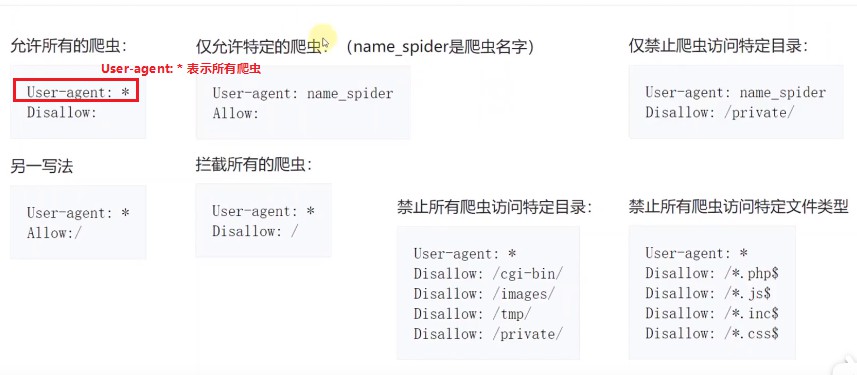 允许所有的爬虫：
User-agent: * 表示所有爬虫
User-agent: *
Disallow:
仅允许特定的爬虫：（name_spider是爬虫名字）
User-agent: name_spider
Allow:
仅禁止爬虫访问特定目录：
User-agent: name_spider
Disallow: /private/
另一写法
User-agent: *
Allow:/
拦截所有的爬虫：
User-agent: *
Disallow: /
禁止所有爬虫访问特定目录：
User-agent: *
Disallow: /cgi-bin/
Disallow: /images/
Disallow: /tmp/
Disallow: /private/
禁止所有爬虫访问特定文件类型
User-agent: *
Disallow: /*.php$
Disallow: /*.js$
Disallow: /*.inc$
Disallow: /*.css$